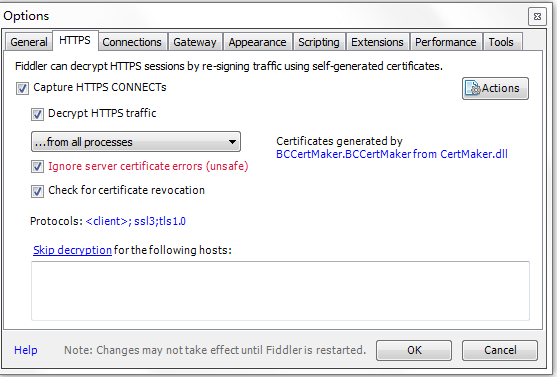 Options
General HTTPS Connections Gateway Appearance Scripting Extensions Performance Tools
Fiddler can decrypt HTTPS sessions by re-signing traffic using self-generated certificates.
Capture HTTPS CONNECTs
Actions
Decrypt HTTPS traffic
...from all processes
Certificates generated by
BCCertMaker.BCCertMaker from CertMaker.dll
Ignore server certificate errors (unsafe)
Check for certificate revocation
Protocols: <client>; ssl3;tls1.0
Skip decryption for the following hosts:
Help Note: Changes may not take effect until Fiddler is restarted. OK Cancel